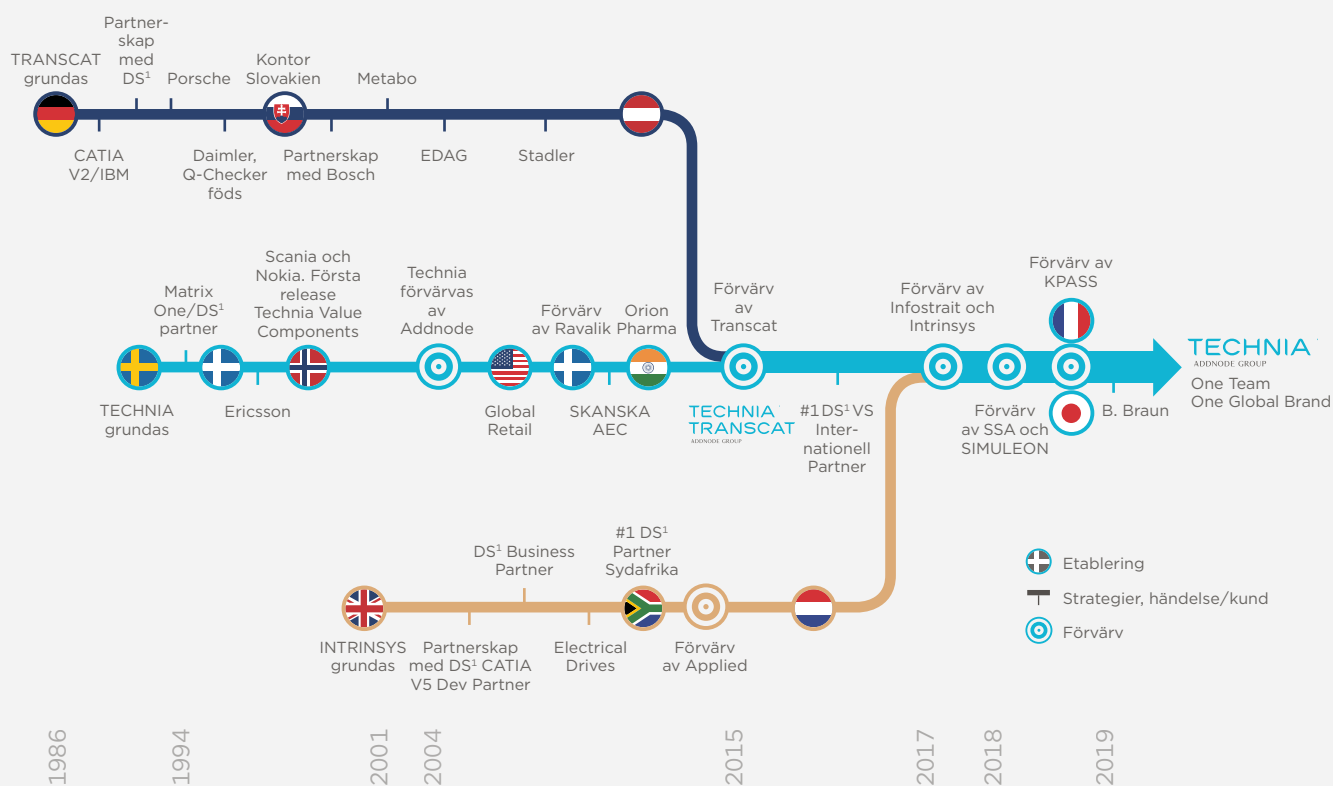 Partner-
skap
med
DS¹
TRANSCAT
grundas
Porsche
Kontor
Slovakien
Metabo
CATIA
V2/IBM
Daimler,
Q-Checker
föds
Partnerskap
med Bosch
EDAG
Stadler
Matrix
One/DS¹
partner
Scania och
Nokia. Första
release
Technia Value
Components
Technia
förvärvas
av
Addnode
Förvärv
av Ravalik
Orion
Pharma
Förvärv
av
Transcat
Förvärv av
Infostrait och
Intrinsys
Förvärv av
KPASS
TECHNIA
grundas
Ericsson
Global
Retail
SKANSKA
AEC
TECHNIA
TRANSCAT
ADDNODE GROUP
#1 DS¹ VS
Inter-
nationell
Partner
Förvärv
av SSA och
SIMULEON
B. Braun
TECHNIA
ADDNODE GROUP
One Team
One Global Brand
DS¹ Business
Partner
#1 DS¹
Partner
Sydafrika
INTRINSYS
grundas
Partnerskap
med DS¹ CATIA
V5 Dev Partner
Electrical
Drives
Förvärv
av Applied
Etablering
Strategier, händelse/kund
Förvärv
1986
1994
2001
2004
2015
2017
2018
2019